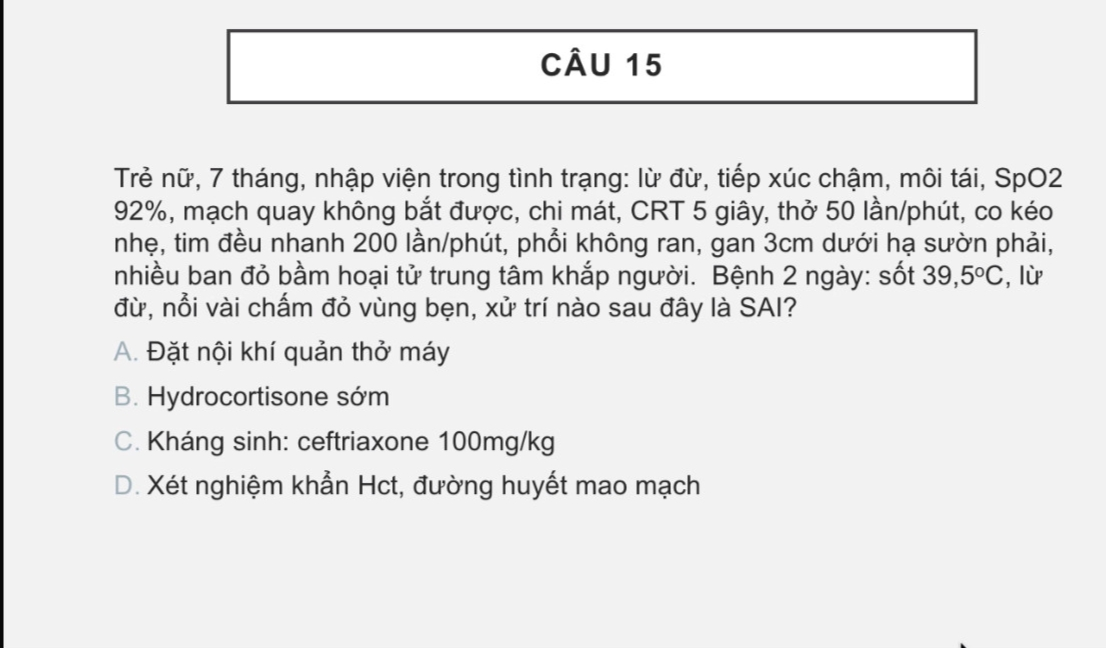 CÂU 15
Trẻ nữ, 7 tháng, nhập viện trong tình trạng: lừ đừ, tiếp xúc chậm, môi tái, SpO2
92%, mạch quay không bắt được, chi mát, CRT 5 giây, thở 50 lần/phút, co kéo
nhẹ, tim đều nhanh 200 lần/phút, phổi không ran, gan 3cm dưới hạ sườn phải,
nhiều ban đỏ bầm hoại tử trung tâm khắp người. Bệnh 2 ngày: sốt 39,5ºC, lừ
đừ, nổi vài chấm đỏ vùng bẹn, xử trí nào sau đây là SAI?
A. Đặt nội khí quản thở máy
B. Hydrocortisone sớm
C. Kháng sinh: ceftriaxone 100mg/kg
D. Xét nghiệm khẩn Hct, đường huyết mao mạch